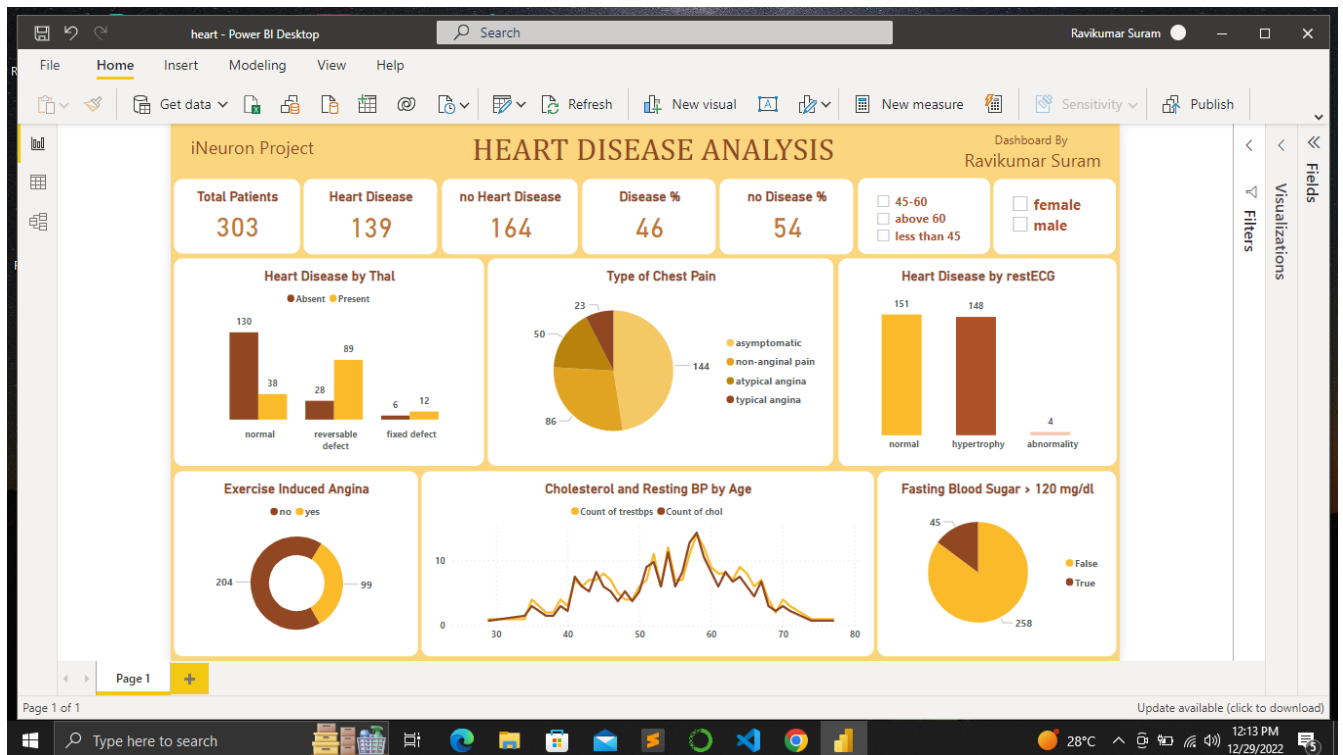 heart - Power BI Desktop
Search
Ravikumar Suram
File Home Insert Modeling View Help
Get data Refresh New visual New measure Sensitivity Publish
iNeuron Project
HEART DISEASE ANALYSIS
Dashboard By
Ravikumar Suram
Total Patients
303
Heart Disease
139
no Heart Disease
164
Disease %
46
no Disease %
54
45-60
above 60
less than 45
female
male
Filters
Visualizations
Fields
Heart Disease by Thal
Absent Present
130
38
28
89
6
12
normal
reversable
defect
fixed defect
Type of Chest Pain
23
50
144
86
asymptomatic
non-anginal pain
atypical angina
typical angina
Heart Disease by restECG
151
148
4
normal
hypertrophy
abnormality
Exercise Induced Angina
no yes
204
99
Cholesterol and Resting BP by Age
Count of trestbps Count of chol
10
0
30 40 50 60 70 80
Fasting Blood Sugar > 120 mg/dl
45
258
False
True
Page 1
Page 1 of 1
Update available (click to download)
Type here to search
28°C
12:13 PM
12/29/2022
5